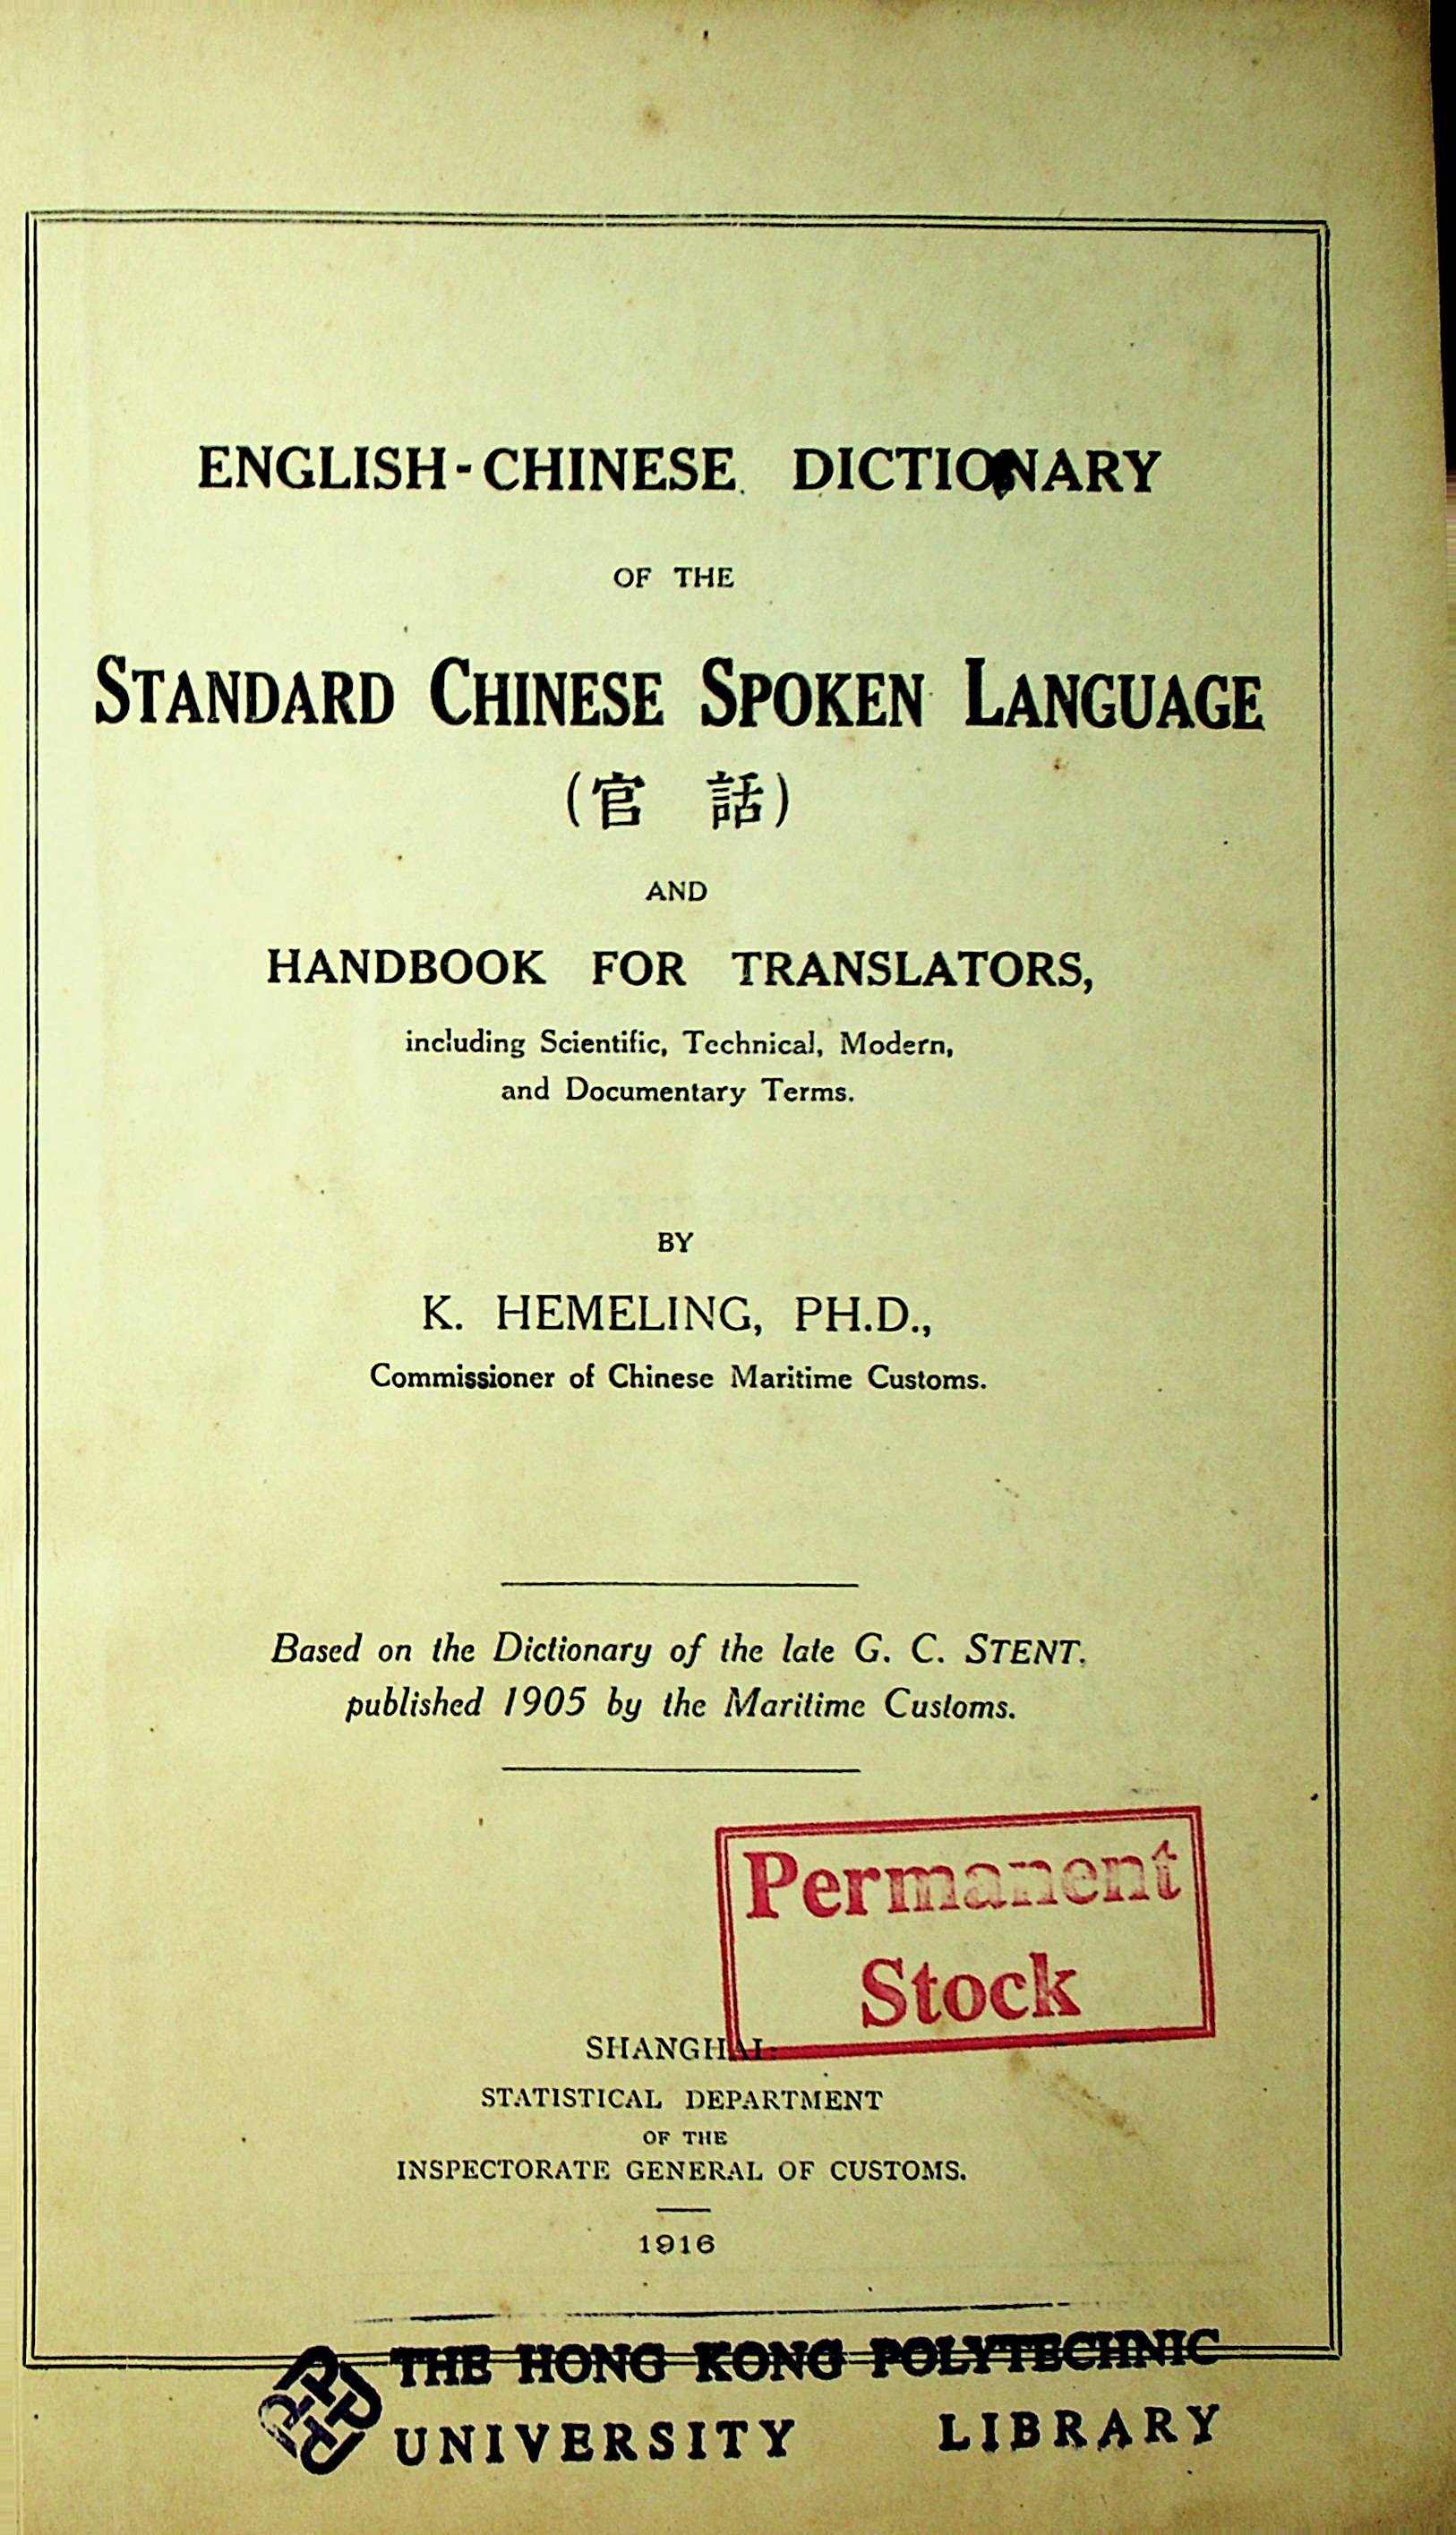 ENGLISH-CHINESE DICTIONARY
OF THE
STANDARD CHINESE SPOKEN LANGUAGE
(官 話)
AND
HANDBOOK FOR TRANSLATORS,
including Scientific, Technical, Modern,
and Documentary Terms.
BY
K. HEMELING, PH.D.,
Commissioner of Chinese Maritime Customs.
Based on the Dictionary of the late G. C. STENT.
published 1905 by the Maritime Customs.
Permanent
Stock
SHANGHAI:
STATISTICAL DEPARTMENT
OF THE
INSPECTORATE GENERAL OF CUSTOMS.
1916
THE HONG KONG POLYTECHNIC
UNIVERSITY LIBRARY